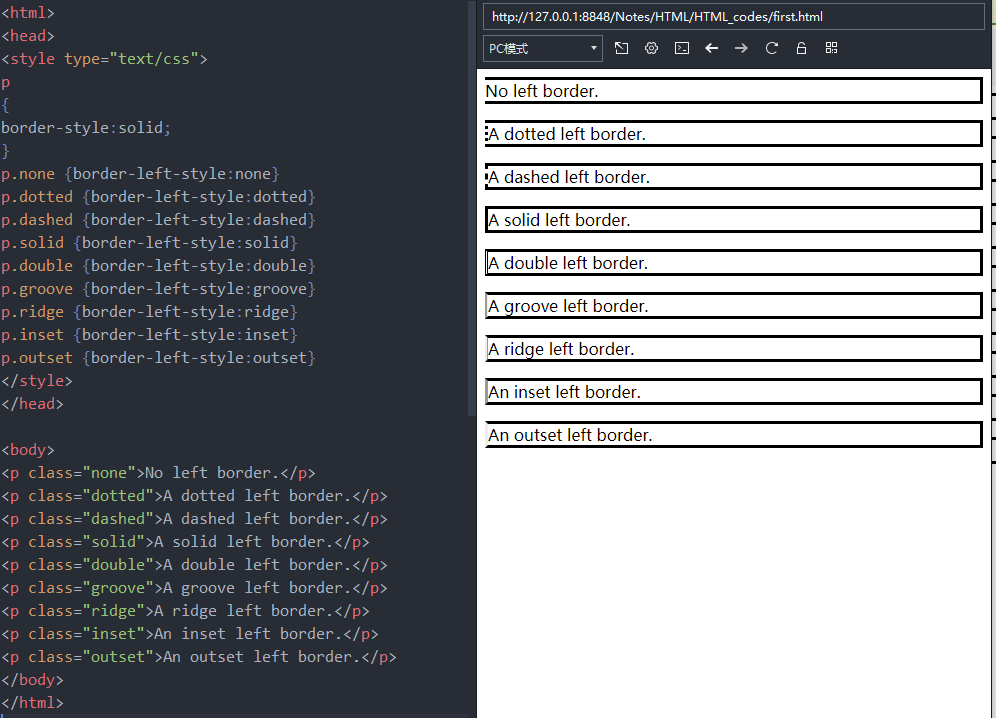 <html>
<head>
<style type="text/css">
p
{
border-style:solid;
}
p.none {border-left-style:none}
p.dotted {border-left-style:dotted}
p.dashed {border-left-style:dashed}
p.solid {border-left-style:solid}
p.double {border-left-style:double}
p.groove {border-left-style:groove}
p.ridge {border-left-style:ridge}
p.inset {border-left-style:inset}
p.outset {border-left-style:outset}
</style>
</head>
<body>
<p class="none">No left border.</p>
<p class="dotted">A dotted left border.</p>
<p class="dashed">A dashed left border.</p>
<p class="solid">A solid left border.</p>
<p class="double">A double left border.</p>
<p class="groove">A groove left border.</p>
<p class="ridge">A ridge left border.</p>
<p class="inset">An inset left border.</p>
<p class="outset">An outset left border.</p>
</body>
</html>
http://127.0.0.1:8848/Notes/HTML/HTML_codes/first.html
PC模式
No left border.
A dotted left border.
A dashed left border.
A solid left border.
A double left border.
A groove left border.
A ridge left border.
An inset left border.
An outset left border.